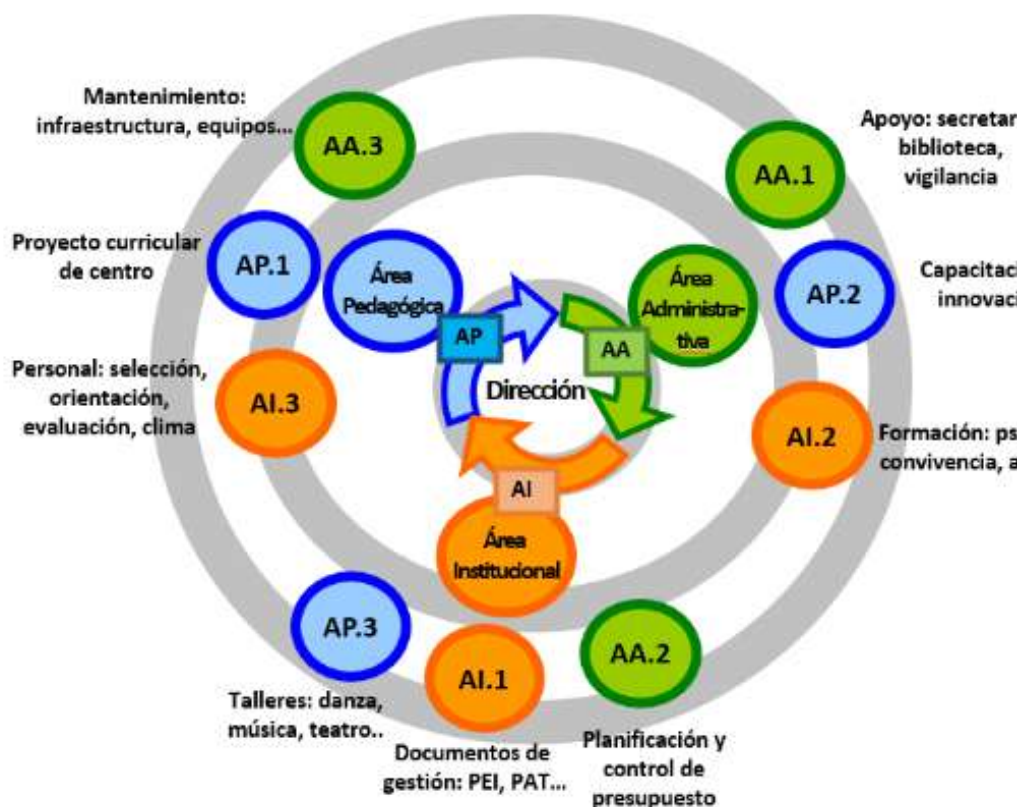 Mantenimiento:
infraestructura, equipos...
AA.3
Apoyo: secretar
biblioteca,
vigilancia
AA.1
Proyecto curricular
de centro
AP.1
Área
Pedagógica
Área
Administra-
tiva
AP.2
Capacitaci
innovaci
AP
AA
Dirección
Personal: selección,
orientación,
evaluación, clima
AI.3
AI.2
Formación: ps
convivencia, a
AI
Área
Institucional
AP.3
AI.1
AA.2
Talleres: danza,
música, teatro..
Documentos de
gestión: PEI, PAT...
Planificación y
control de
presupuesto